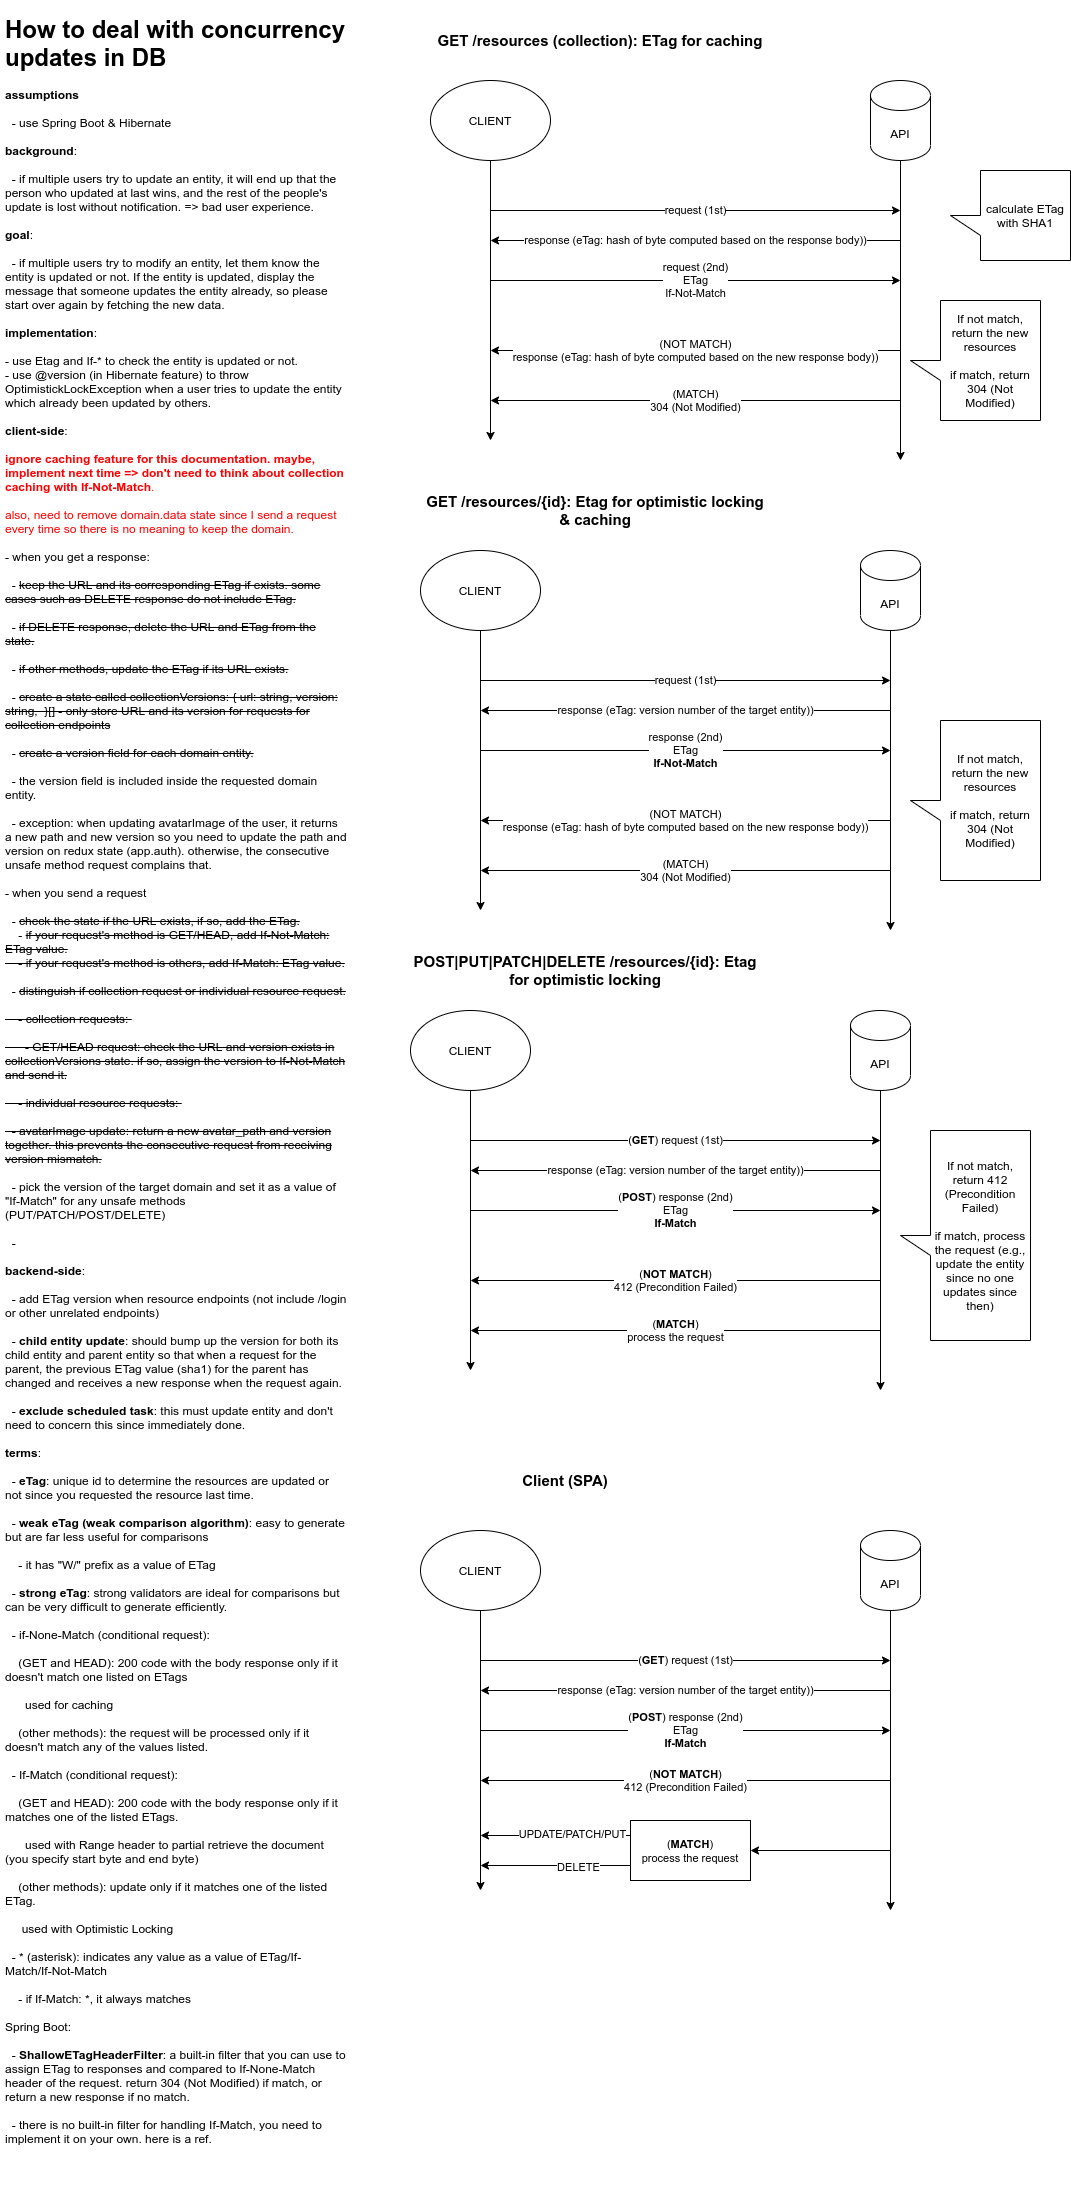 How to deal with concurrency
updates in DB
assumptions
- use Spring Boot & Hibernate
background:
- if multiple users try to update an entity, it will end up that the
person who updated at last wins, and the rest of the people's
update is lost without notification. => bad user experience.
goal:
- if multiple users try to modify an entity, let them know the
entity is updated or not. If the entity is updated, display the
message that someone updates the entity already, so please
start over again by fetching the new data.
implementation:
- use Etag and If-* to check the entity is updated or not.
- use @version (in Hibernate feature) to throw
OptimistickLockException when a user tries to update the entity
which already been updated by others.
client-side:
ignore caching feature for this documentation. maybe,
implement next time => don't need to think about collection
caching with If-Not-Match.
also, need to remove domain.data state since I send a request
every time so there is no meaning to keep the domain.
- when you get a response:
- keep the URL and its corresponding ETag if exists. some
cases such as DELETE response do not include ETag.
- if DELETE response, delete the URL and ETag from the
state.
- if other methods, update the ETag if its URL exists.
- create a state called collectionVersions: { url: string, version:
string, }[] - only store URL and its version for requests for
collection endpoints
- create a version field for each domain entity.
- the version field is included inside the requested domain
entity.
- exception: when updating avatarImage of the user, it returns
a new path and new version so you need to update the path and
version on redux state (app.auth). otherwise, the consecutive
unsafe method request complains that.
- when you send a request
- check the state if the URL exists, if so, add the ETag.
- if your request's method is GET/HEAD, add If-Not-Match:
ETag value.
- if your request's method is others, add If-Match: ETag value.
- distinguish if collection request or individual resource request.
- collection requests:
- GET/HEAD request: check the URL and version exists in
collectionVersions state. if so, assign the version to If-Not-Match
and send it.
- individual resource requests:
- avatarImage update: return a new avatar_path and version
together. this prevents the consecutive request from receiving
version mismatch.
- pick the version of the target domain and set it as a value of
"If-Match" for any unsafe methods
(PUT/PATCH/POST/DELETE)
-
backend-side:
- add ETag version when resource endpoints (not include /login
or other unrelated endpoints)
- child entity update: should bump up the version for both its
child entity and parent entity so that when a request for the
parent, the previous ETag value (sha1) for the parent has
changed and receives a new response when the request again.
- exclude scheduled task: this must update entity and don't
need to concern this since immediately done.
terms:
- eTag: unique id to determine the resources are updated or
not since you requested the resource last time.
- weak eTag (weak comparison algorithm): easy to generate
but are far less useful for comparisons
- it has "W/" prefix as a value of ETag
- strong eTag: strong validators are ideal for comparisons but
can be very difficult to generate efficiently.
- if-None-Match (conditional request):
(GET and HEAD): 200 code with the body response only if it
doesn't match one listed on ETags
used for caching
(other methods): the request will be processed only if it
doesn't match any of the values listed.
- If-Match (conditional request):
(GET and HEAD): 200 code with the body response only if it
matches one of the listed ETags.
used with Range header to partial retrieve the document
(you specify start byte and end byte)
(other methods): update only if it matches one of the listed
ETag.
used with Optimistic Locking
- * (asterisk): indicates any value as a value of ETag/If-
Match/If-Not-Match
- if If-Match: *, it always matches
Spring Boot:
- ShallowETagHeaderFilter: a built-in filter that you can use to
assign ETag to responses and compared to If-None-Match
header of the request. return 304 (Not Modified) if match, or
return a new response if no match.
- there is no built-in filter for handling If-Match, you need to
implement it on your own. here is a ref.
GET /resources (collection): ETag for caching
CLIENT
API
request (1st)
calculate ETag
with SHA1
response (eTag: hash of byte computed based on the response body))
request (2nd)
ETag
If-Not-Match
(NOT MATCH)
response (eTag: hash of byte computed based on the new response body))
If not match,
return the new
resources
if match, return
304 (Not
Modified)
(MATCH)
304 (Not Modified)
GET /resources/{id}: Etag for optimistic locking
& caching
CLIENT
API
request (1st)
response (eTag: version number of the target entity))
response (2nd)
ETag
If-Not-Match
(NOT MATCH)
response (eTag: hash of byte computed based on the new response body))
If not match,
return the new
resources
if match, return
304 (Not
Modified)
(MATCH)
304 (Not Modified)
POST|PUT|PATCH|DELETE /resources/{id}: Etag
for optimistic locking
CLIENT
API
(GET) request (1st)
response (eTag: version number of the target entity))
(POST) response (2nd)
ETag
If-Match
(NOT MATCH)
412 (Precondition Failed)
If not match,
return 412
(Precondition
Failed)
if match, process
the request (e.g.,
update the entity
since no one
updates since
then)
(MATCH)
process the request
Client (SPA)
CLIENT
API
(GET) request (1st)
response (eTag: version number of the target entity))
(POST) response (2nd)
ETag
If-Match
(NOT MATCH)
412 (Precondition Failed)
UPDATE/PATCH/PUT
(MATCH)
process the request
DELETE